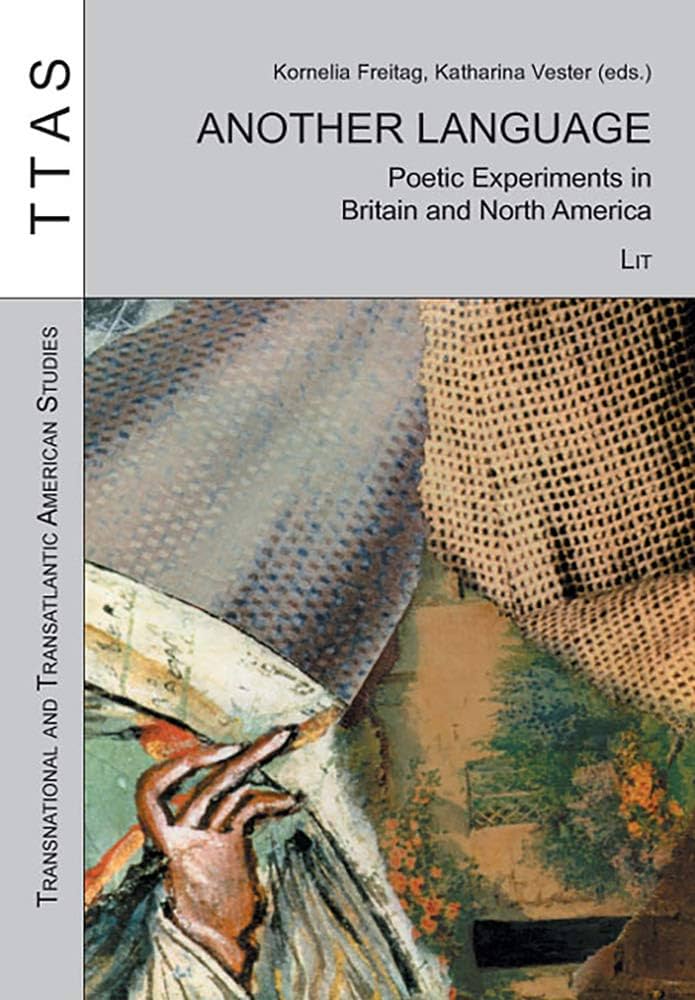 TTAS
Kornelia Freitag, Katharina Vester (eds.)
ANOTHER LANGUAGE
Poetic Experiments in
Britain and North America
LIT
TRANSNATIONAL AND TRANSATLANTIC AMERICAN STUDIES